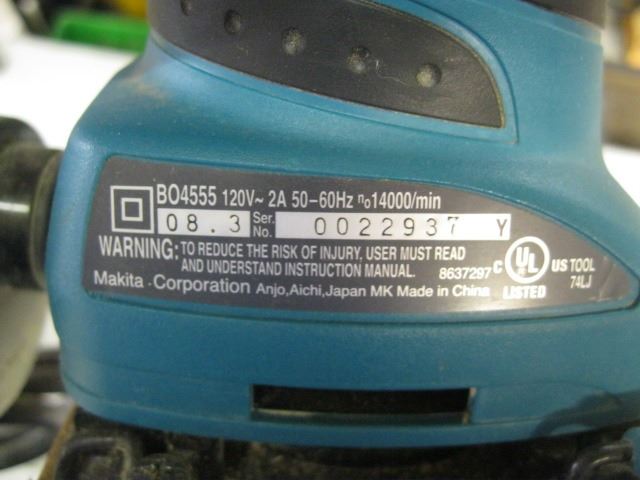 BO4555 120V~ 2A 50-60Hz n₀14000/min
08.3 Ser. No. 0022937 Y
WARNING: TO REDUCE THE RISK OF INJURY, USER MUST READ
AND UNDERSTAND INSTRUCTION MANUAL. 8637297
C UL US TOOL
LISTED 74LJ
Makita Corporation Anjo,Aichi,Japan MK Made in China